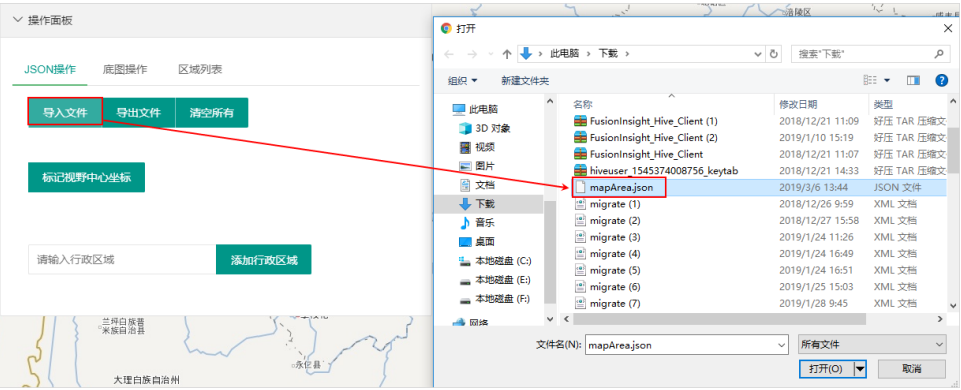 涪陵区
操作面板
JSON操作 底图操作 区域列表
导入文件 导出文件 清空所有
标记视野中心坐标
请输入行政区域 添加行政区域
兰坪白族普
米族自治县
永仁县
大理白族自治州
打开
此电脑 > 下载 >
搜索"下载"
组织 新建文件夹
此电脑
3D 对象
视频
图片
文档
下载
音乐
桌面
本地磁盘 (C:)
本地磁盘 (E:)
本地磁盘 (F:)
网络
名称 修改日期 类型
FusionInsight_Hive_Client (1) 2018/12/21 11:09 好压 TAR 压缩文
FusionInsight_Hive_Client (2) 2019/1/10 15:19 好压 TAR 压缩文
FusionInsight_Hive_Client 2018/12/21 11:07 好压 TAR 压缩文
hiveuser_1545374008756_keytab 2018/12/21 14:33 好压 TAR 压缩文
mapArea.json 2019/3/6 13:44 JSON 文件
migrate (1) 2018/12/26 9:59 XML 文档
migrate (2) 2018/12/27 15:58 XML 文档
migrate (3) 2019/1/24 11:26 XML 文档
migrate (4) 2019/1/24 16:49 XML 文档
migrate (5) 2019/1/24 16:51 XML 文档
migrate (6) 2019/1/25 15:03 XML 文档
migrate (7) 2019/1/28 9:45 XML 文档
文件名(N): mapArea.json 所有文件
打开(O) 取消